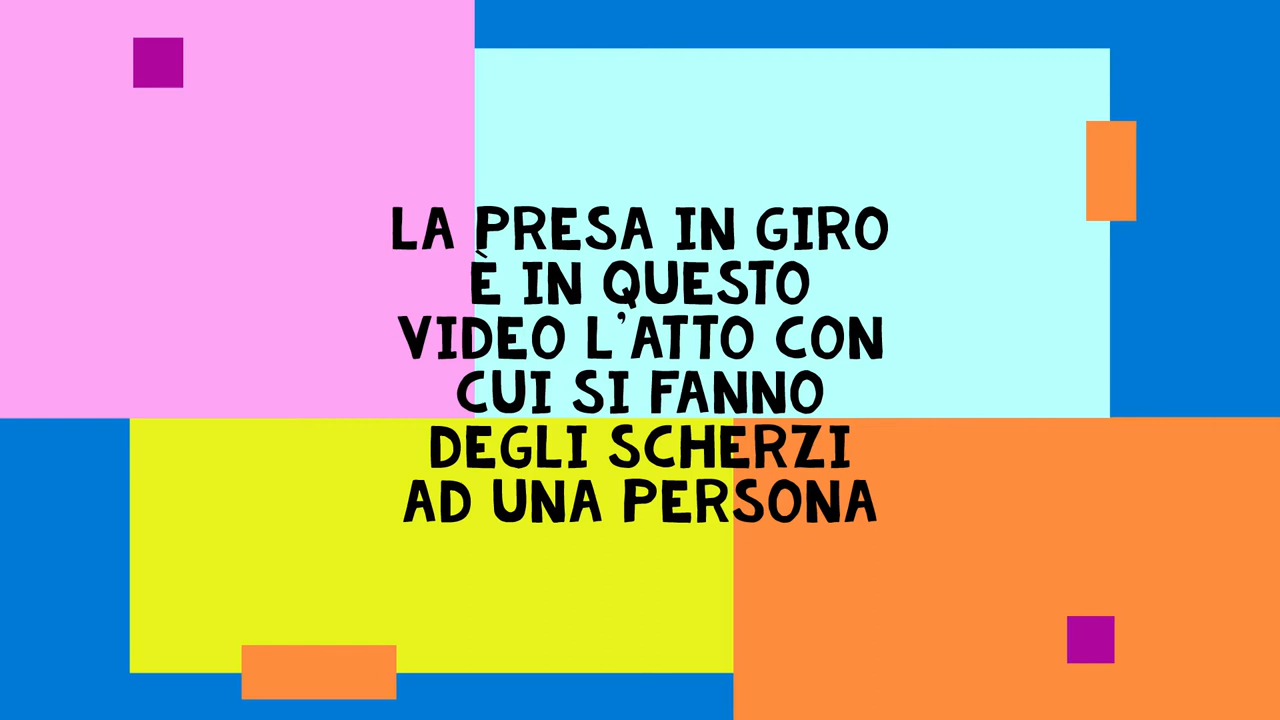 LA PRESA IN GIRO
È IN QUESTO
VIDEO L'ATTO CON
CUI SI FANNO
DEGLI SCHERZI
AD UNA PERSONA